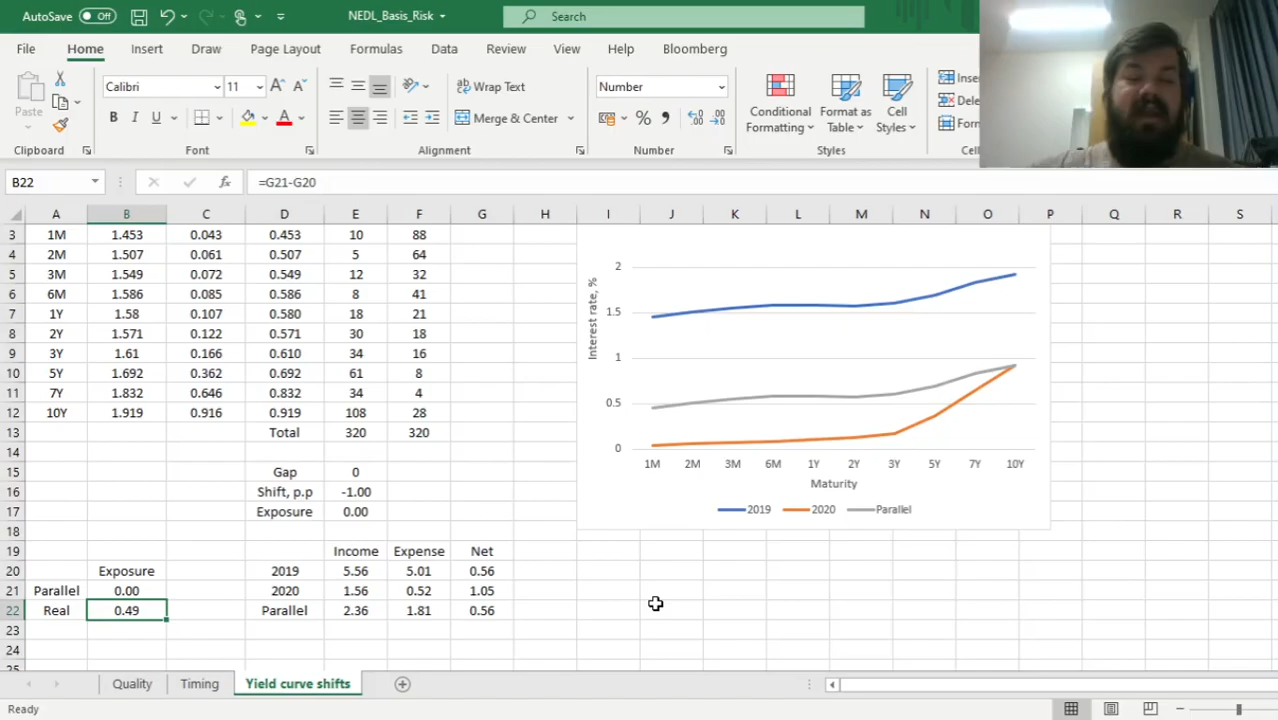 AutoSave Off NEDL_Basis_Risk Search
File Home Insert Draw Page Layout Formulas Data Review View Help Bloomberg
Calibri 11 Wrap Text Number Inser
Paste B I U Merge & Center Conditional Formatting Format as Table Cell Styles Dele
Form
Clipboard Font Alignment Number Styles Cel
B22 fx =G21-G20
A B C D E F G H I J K L M N O P Q R S
3 1M 1.453 0.043 0.453 10 88
4 2M 1.507 0.061 0.507 5 64
5 3M 1.549 0.072 0.549 12 32
6 6M 1.586 0.085 0.586 8 41
7 1Y 1.58 0.107 0.580 18 21
8 2Y 1.571 0.122 0.571 30 18
9 3Y 1.61 0.166 0.610 34 16
10 5Y 1.692 0.362 0.692 61 8
11 7Y 1.832 0.646 0.832 34 4
12 10Y 1.919 0.916 0.919 108 28
13 Total 320 320
14
15 Gap 0
16 Shift, p.p -1.00
17 Exposure 0.00
18
19 Income Expense Net
20 Exposure 2019 5.56 5.01 0.56
21 Parallel 0.00 2020 1.56 0.52 1.05
22 Real 0.49 Parallel 2.36 1.81 0.56
23
24
25
Interest rate, %
2
1.5
1
0.5
0
1M 2M 3M 6M 1Y 2Y 3Y 5Y 7Y 10Y
Maturity
2019 2020 Parallel
Quality Timing Yield curve shifts
Ready